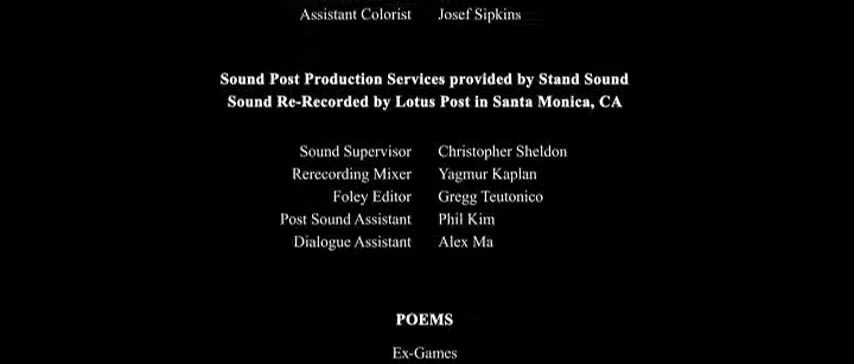 Assistant Colorist Josef Sipkins
Sound Post Production Services provided by Stand Sound
Sound Re-Recorded by Lotus Post in Santa Monica, CA
Sound Supervisor Christopher Sheldon
Rerecording Mixer Yagmur Kaplan
Foley Editor Gregg Teutonico
Post Sound Assistant Phil Kim
Dialogue Assistant Alex Ma
POEMS
Ex-Games